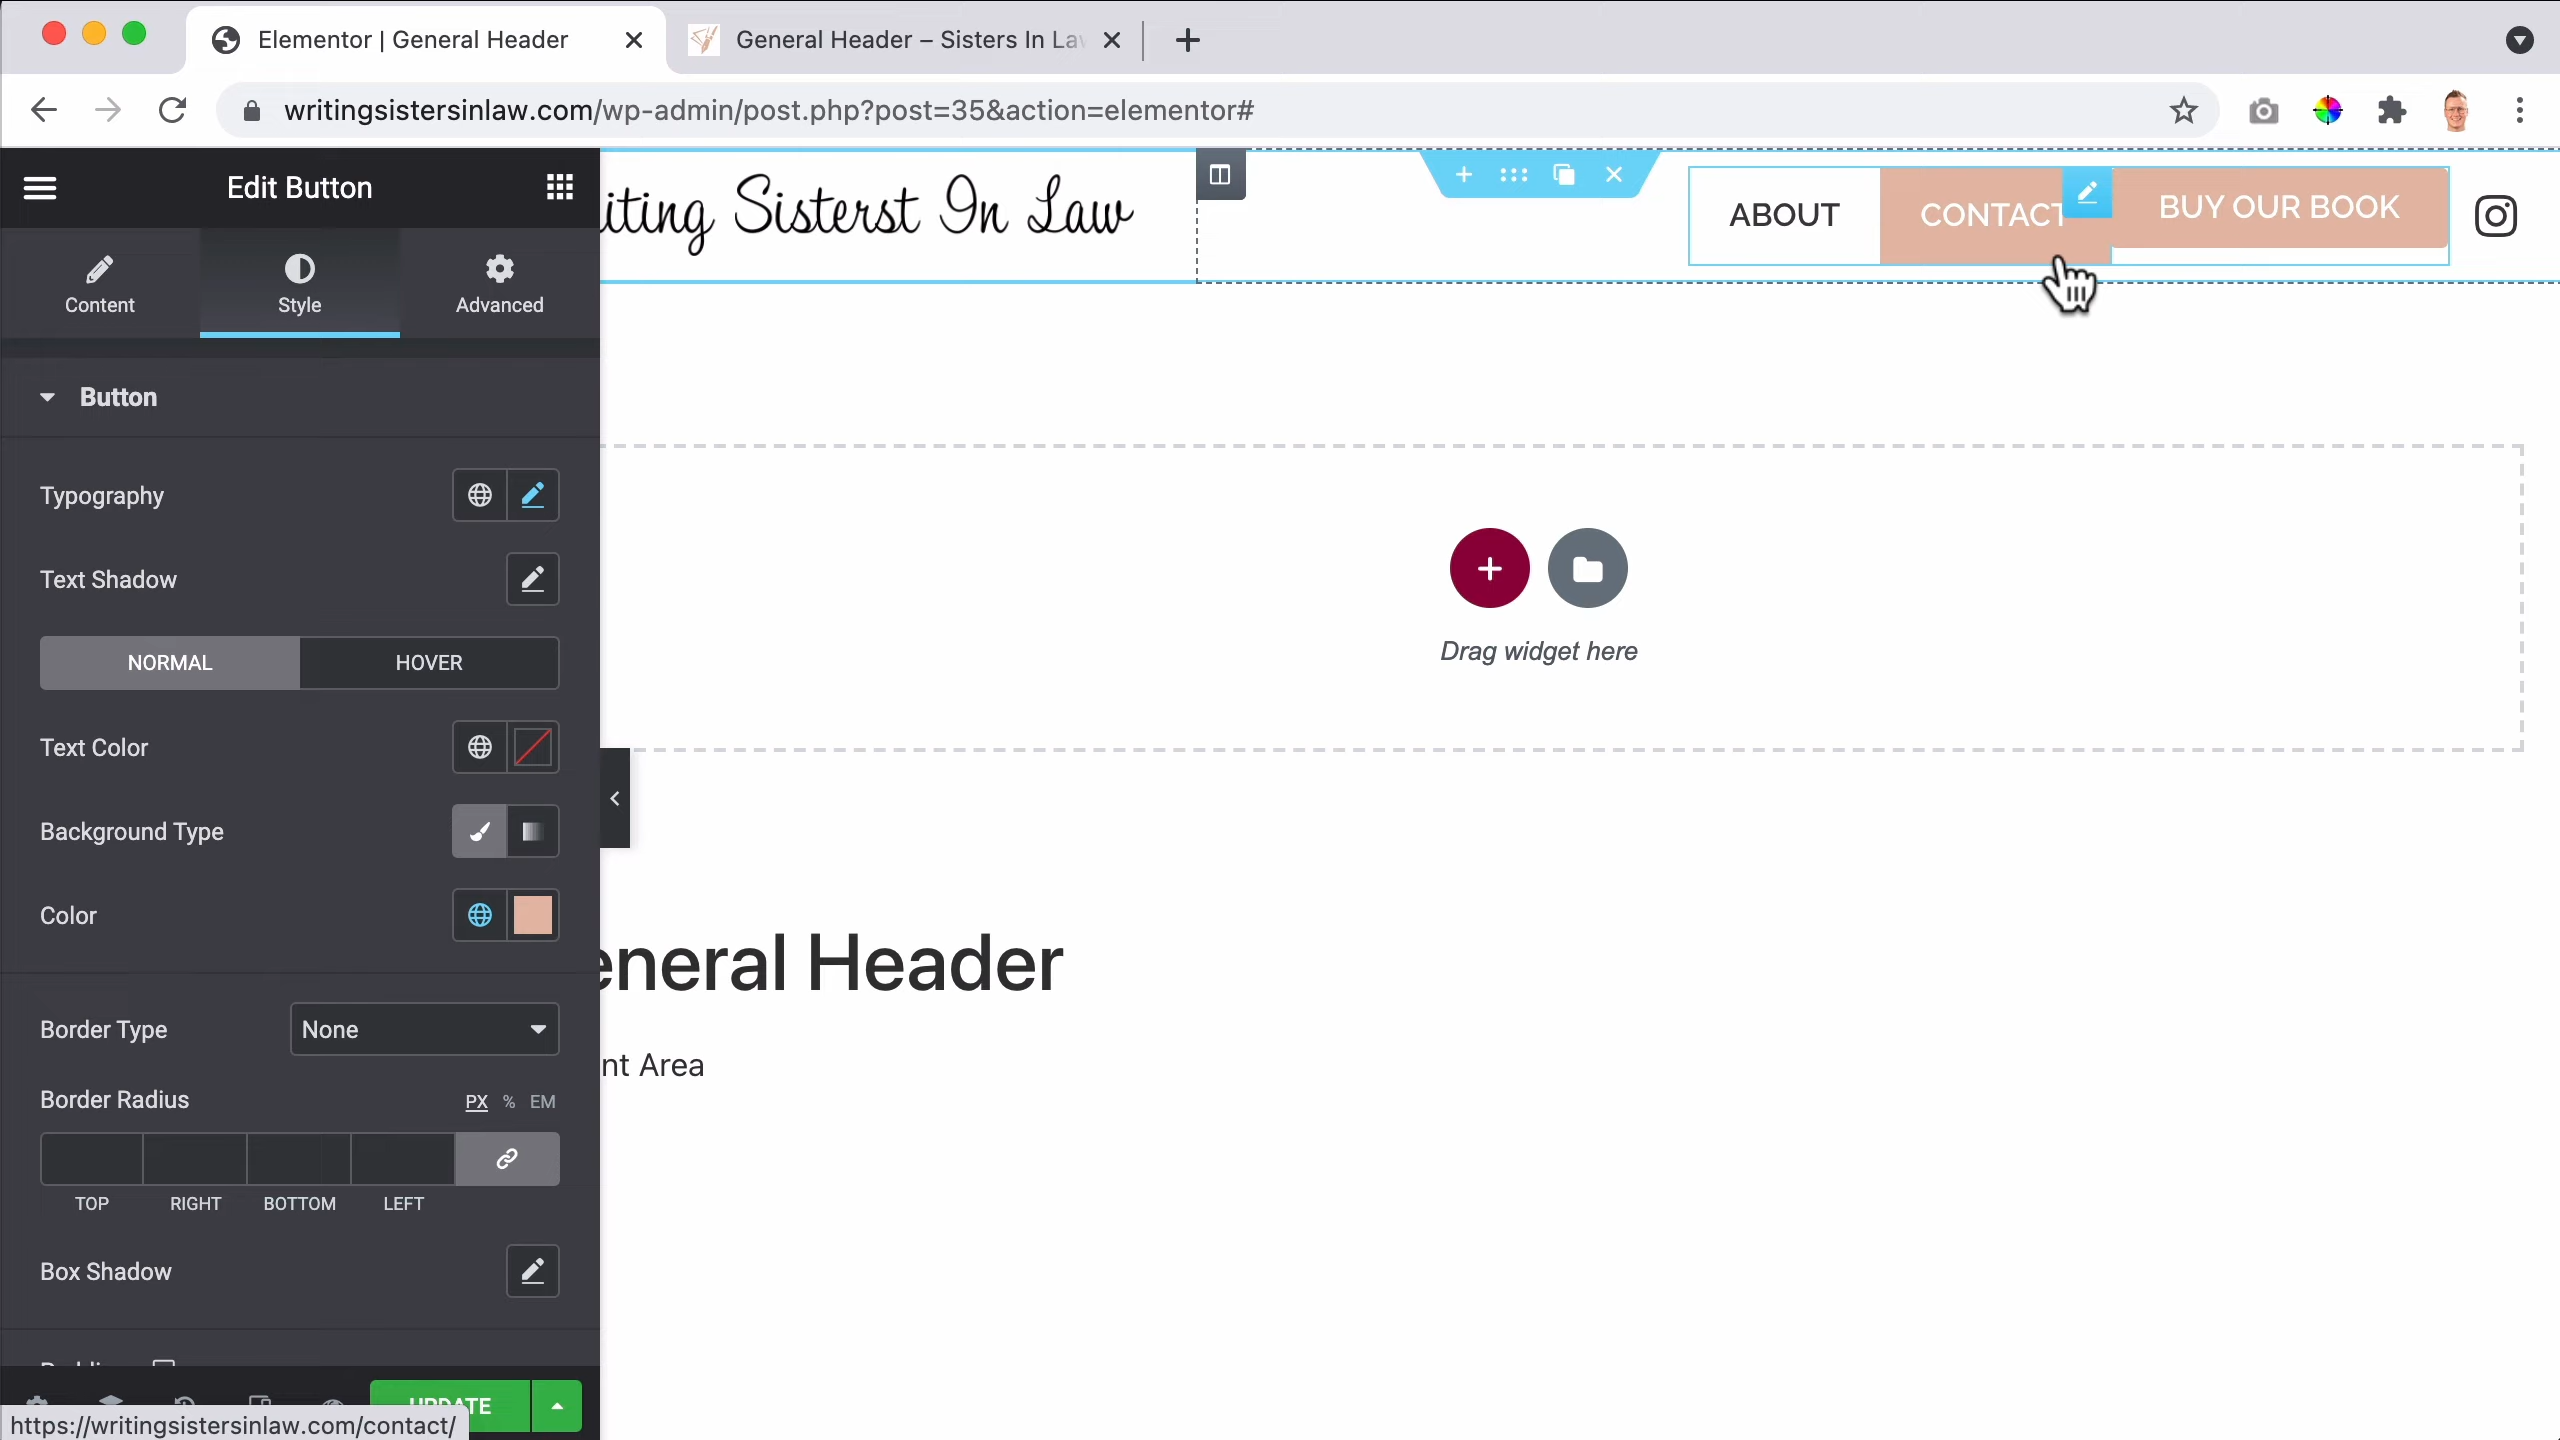 Elementor | General Header
General Header – Sisters In Law
writingsistersinlaw.com/wp-admin/post.php?post=35&action=elementor#
Edit Button
iting Sisterst In Law
ABOUT
CONTACT
BUY OUR BOOK
Content
Style
Advanced
Button
Typography
Text Shadow
NORMAL
HOVER
Drag widget here
Text Color
Background Type
Color
eneral Header
Border Type
None
nt Area
Border Radius
PX % EM
TOP RIGHT BOTTOM LEFT
Box Shadow
UPDATE
https://writingsistersinlaw.com/contact/